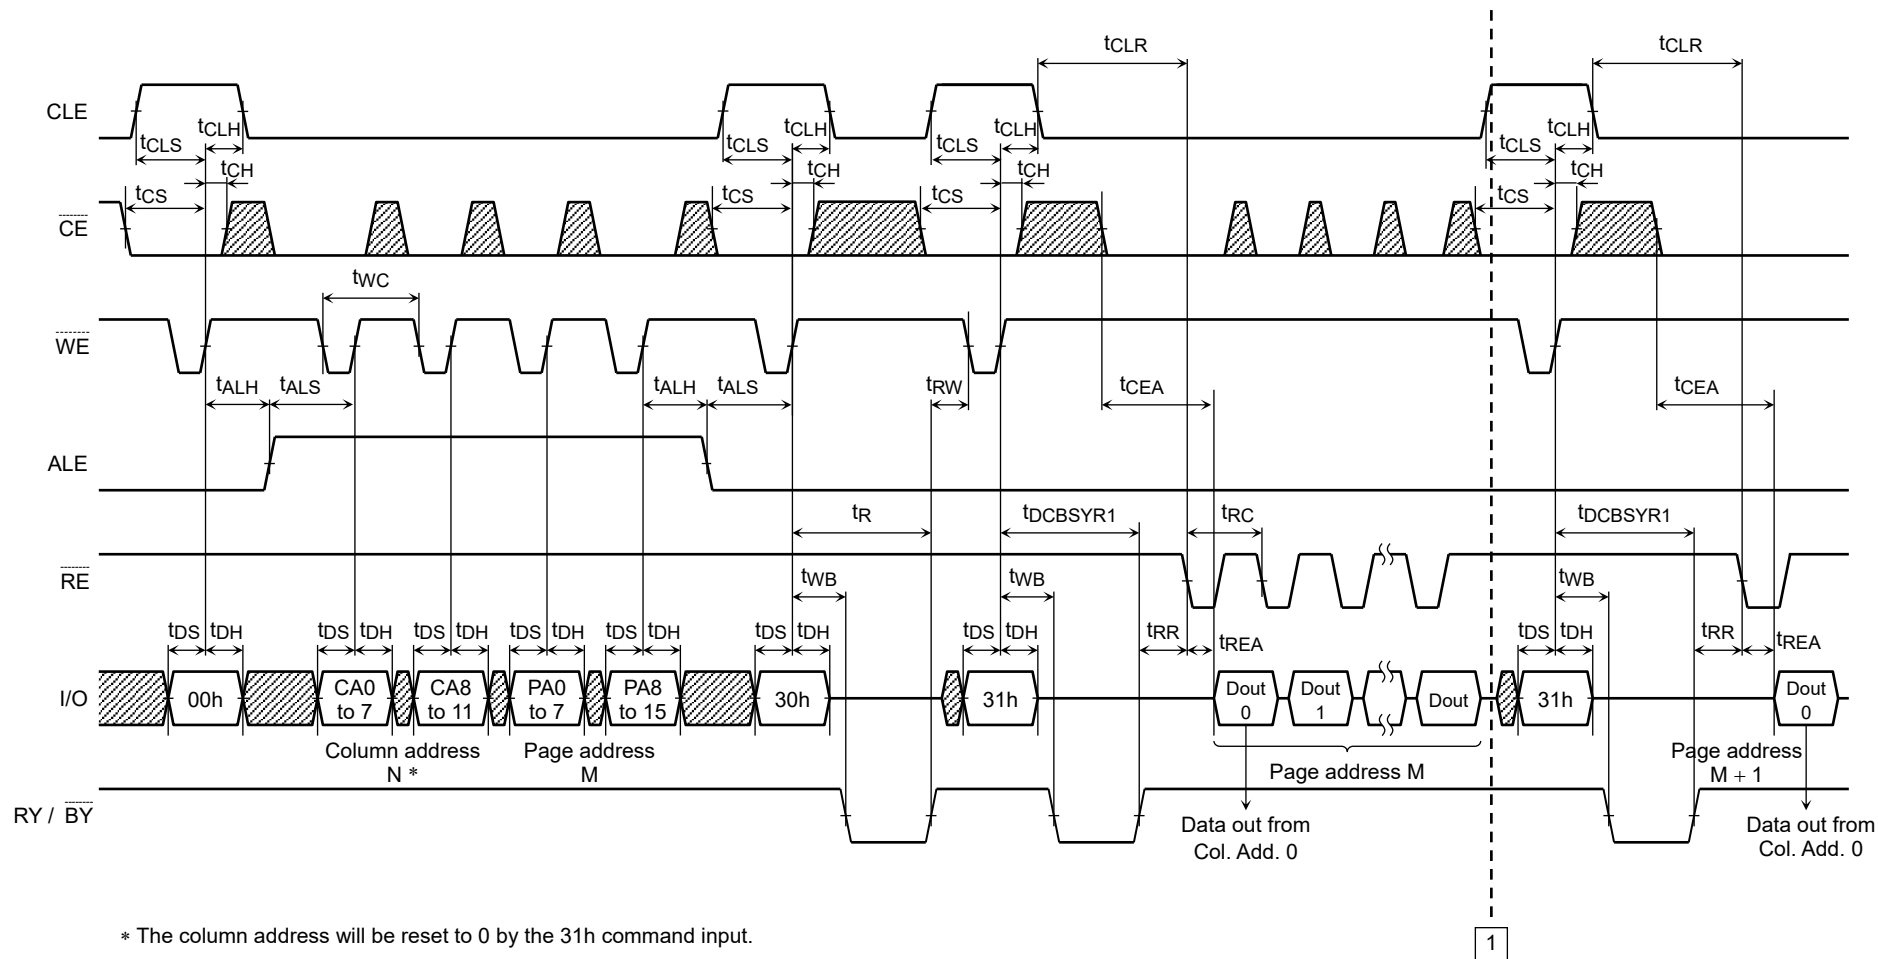 tCLR tCLR
CLE
tCLS tCLH tCLS tCLH tCLS tCLH tCLS tCLH
tCS tCH tCS tCH tCS tCH tCS tCH
CE
tWC
WE
tALH tALS tALH tALS tRW tCEA tCEA
ALE
tR tDCBSYR1 tRC tDCBSYR1
RE
tWB tWB tWB
tDS tDH tDS tDH tDS tDH tDS tDH tDS tDH tDS tDH tDS tDH tRR tREA tDS tDH tRR tREA
I/O
00h
CA0
to 7
CA8
to 11
PA0
to 7
PA8
to 15
30h
31h
Dout
0
Dout
1
Dout
31h
Dout
0
Column address
N *
Page address
M
Page address M
Page address
M + 1
RY / BY
Data out from
Col. Add. 0
Data out from
Col. Add. 0
* The column address will be reset to 0 by the 31h command input.
1